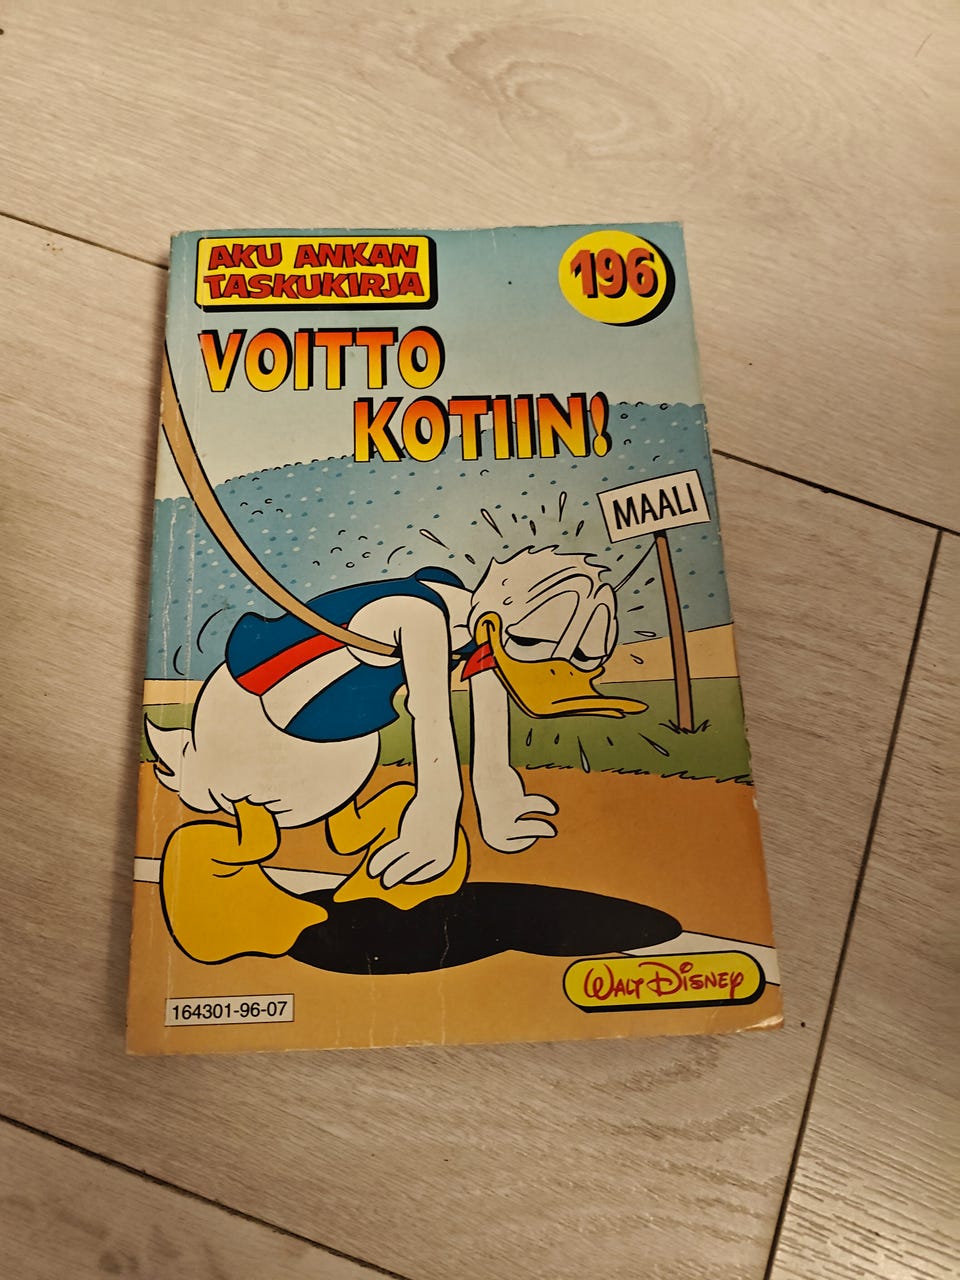 AKU ANKAN
TASKUKIRJA
196
VOITTO
KOTIIN!
MAALI
WALT DISNEY
164301-96-07